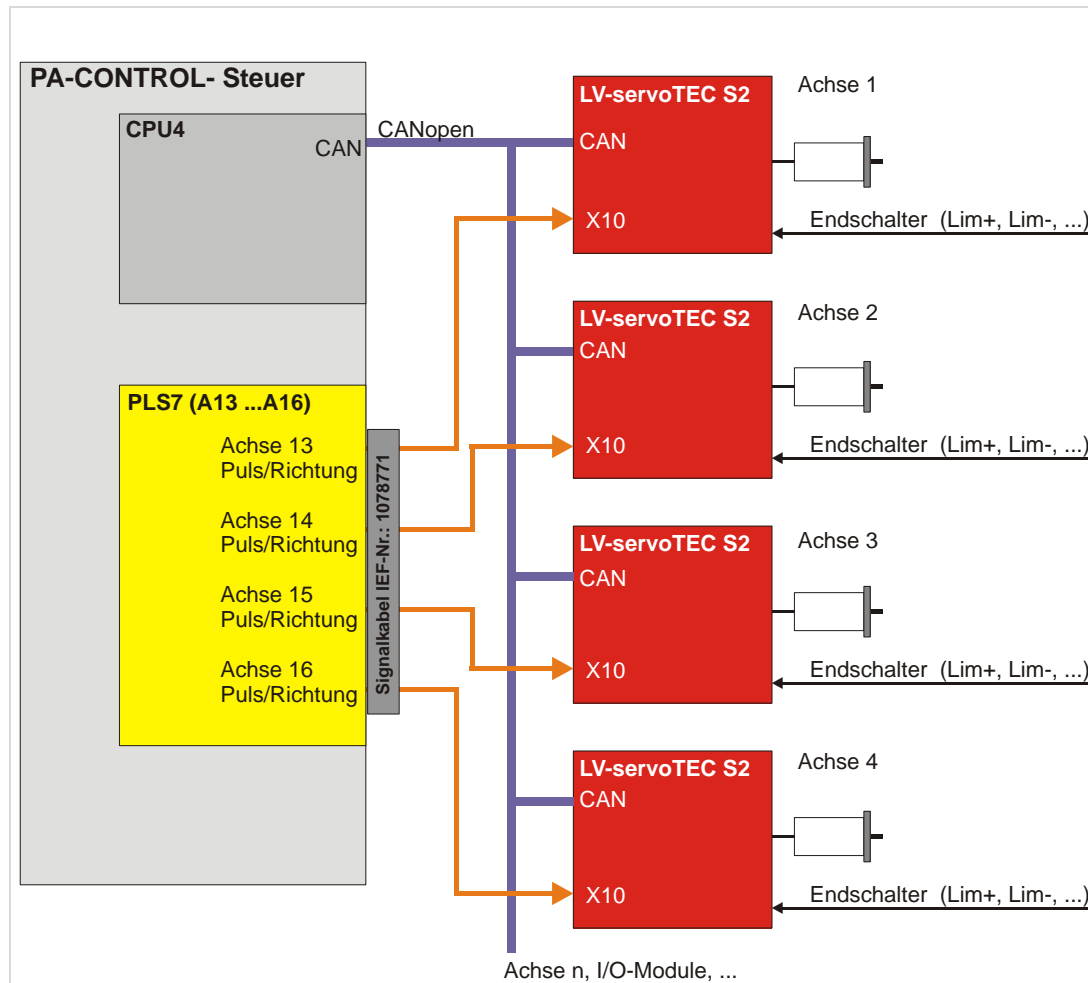 PA-CONTROL- Steuer
CPU4
CAN
CANopen
PLS7 (A13 ...A16)
Achse 13
Puls/Richtung
Achse 14
Puls/Richtung
Achse 15
Puls/Richtung
Achse 16
Puls/Richtung
Signalkabel IEF-Nr.: 1078771
LV-servoTEC S2
Achse 1
CAN
X10
Endschalter (Lim+, Lim-, ...)
LV-servoTEC S2
Achse 2
CAN
X10
Endschalter (Lim+, Lim-, ...)
LV-servoTEC S2
Achse 3
CAN
X10
Endschalter (Lim+, Lim-, ...)
LV-servoTEC S2
Achse 4
CAN
X10
Endschalter (Lim+, Lim-, ...)
Achse n, I/O-Module, ...